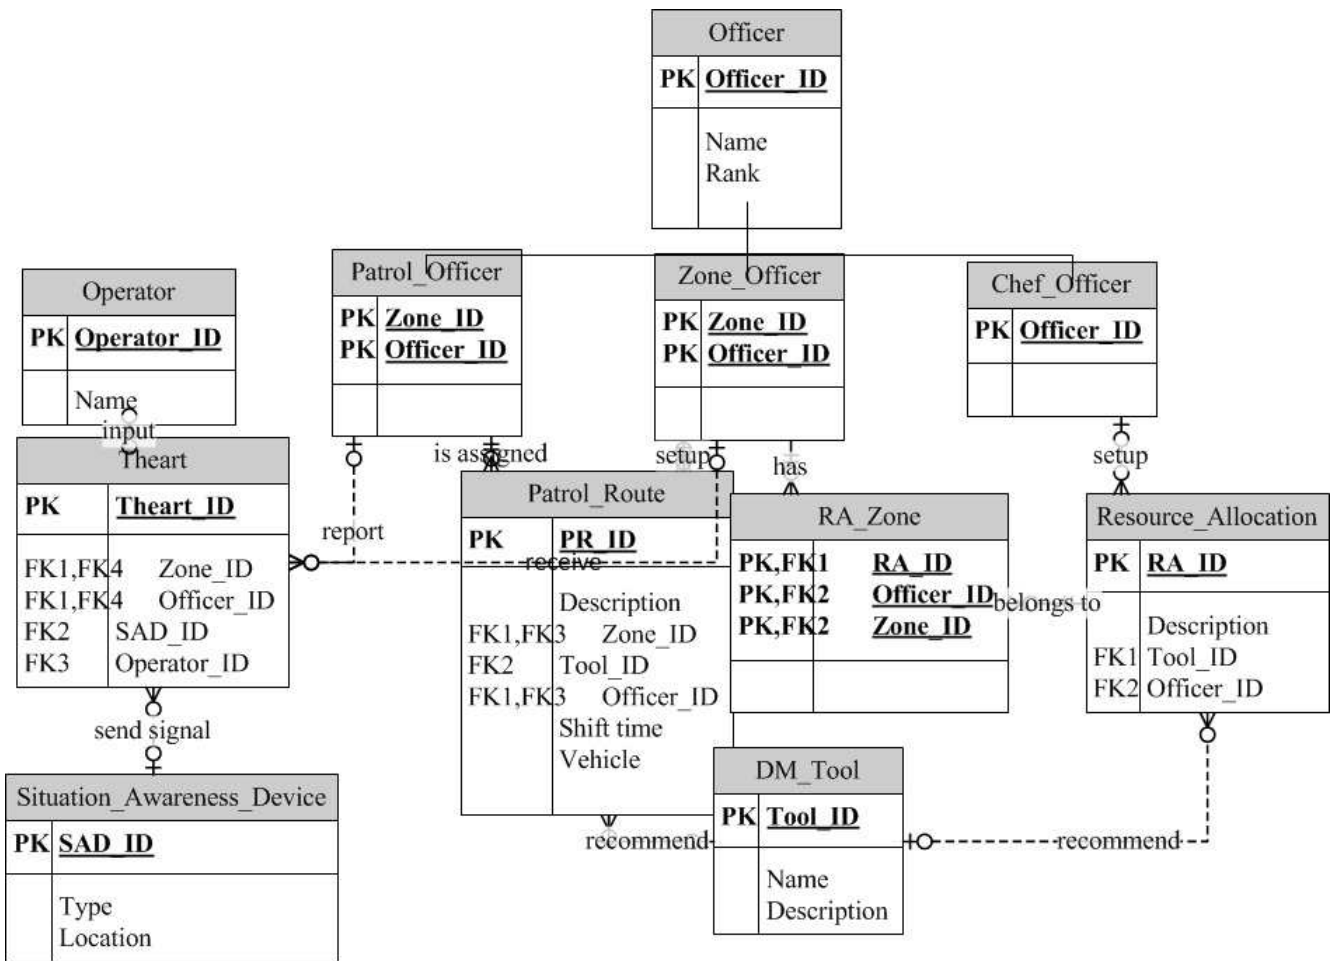 Officer
PK Officer_ID
Name
Rank
Patrol_Officer
PK Zone_ID
PK Officer_ID
Zone_Officer
PK Zone_ID
PK Officer_ID
Chef_Officer
PK Officer_ID
Operator
PK Operator_ID
Name
input
Theart
PK Theart_ID
FK1,FK4 Zone_ID
FK1,FK4 Officer_ID
FK2 SAD_ID
FK3 Operator_ID
report
is assigned
setup
has
setup
receive
Patrol_Route
PK PR_ID
Description
FK1,FK3 Zone_ID
FK2 Tool_ID
FK1,FK3 Officer_ID
Shift time
Vehicle
RA_Zone
PK,FK1 RA_ID
PK,FK2 Officer_ID
PK,FK2 Zone_ID
belongs to
Resource_Allocation
PK RA_ID
Description
FK1 Tool_ID
FK2 Officer_ID
send signal
Situation_Awareness_Device
PK SAD_ID
Type
Location
recommend
DM_Tool
PK Tool_ID
Name
Description
recommend